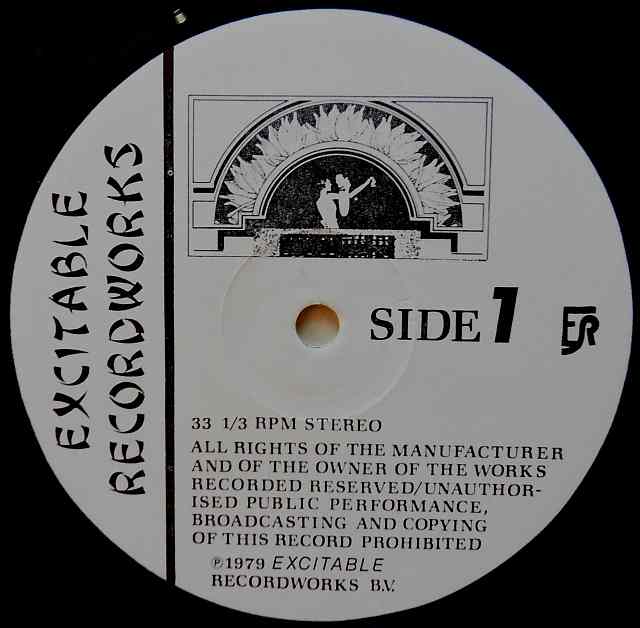 EXCITABLE
RECORDWORKS
SIDE 1
33 1/3 RPM STEREO
ALL RIGHTS OF THE MANUFACTURER
AND OF THE OWNER OF THE WORKS
RECORDED RESERVED/UNAUTHOR-
ISED PUBLIC PERFORMANCE,
BROADCASTING AND COPYING
OF THIS RECORD PROHIBITED
℗1979 EXCITABLE
RECORDWORKS B.V.